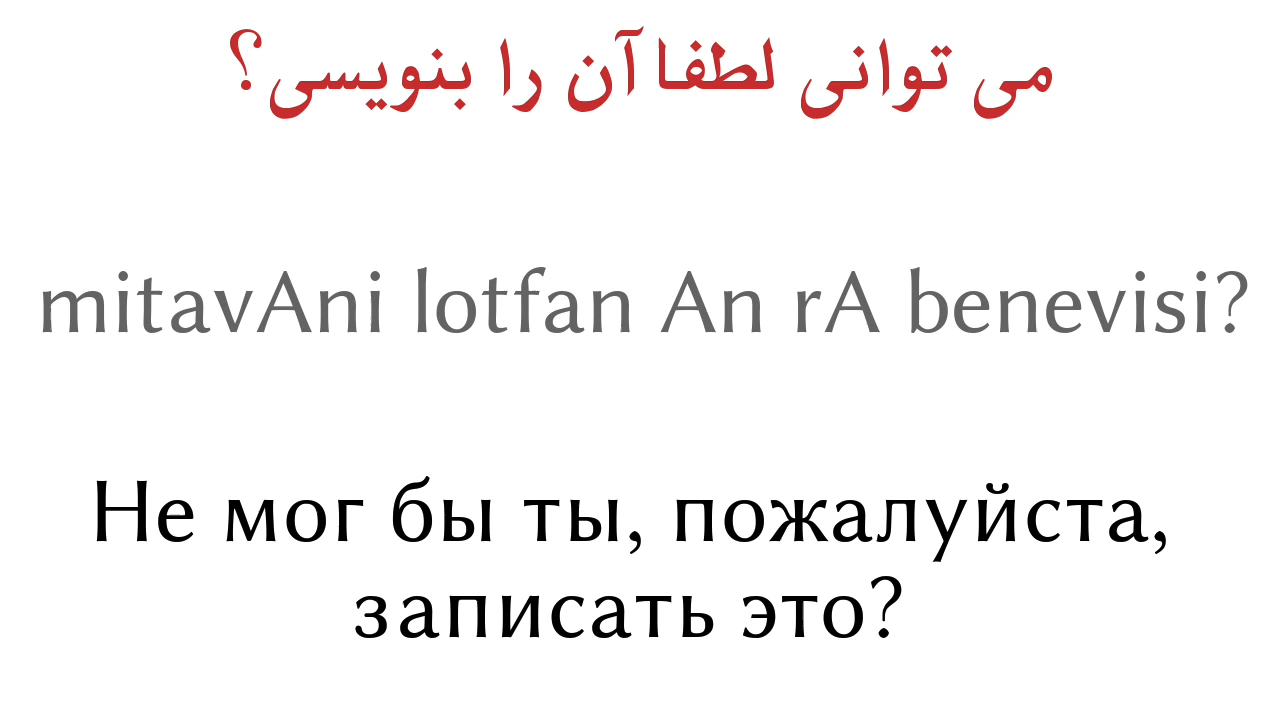 می توانی لطفا آن را بنویسی؟
mitavAni lotfan An rA benevisi?
Не мог бы ты, пожалуйста,
записать это?